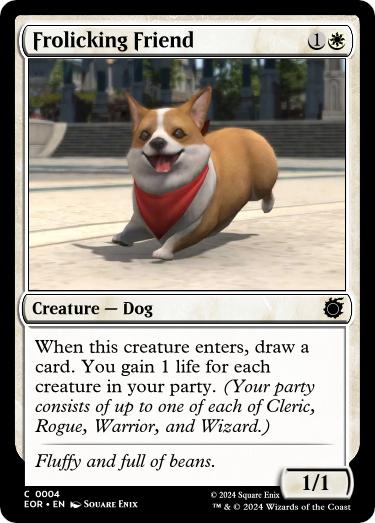 Frolicking Friend 1
Creature — Dog
When this creature enters, draw a
card. You gain 1 life for each
creature in your party. (Your party
consists of up to one of each of Cleric,
Rogue, Warrior, and Wizard.)
Fluffy and full of beans.
1/1
C 0004 © 2024 Square Enix
EOR • EN Square Enix ™ & © 2024 Wizards of the Coast